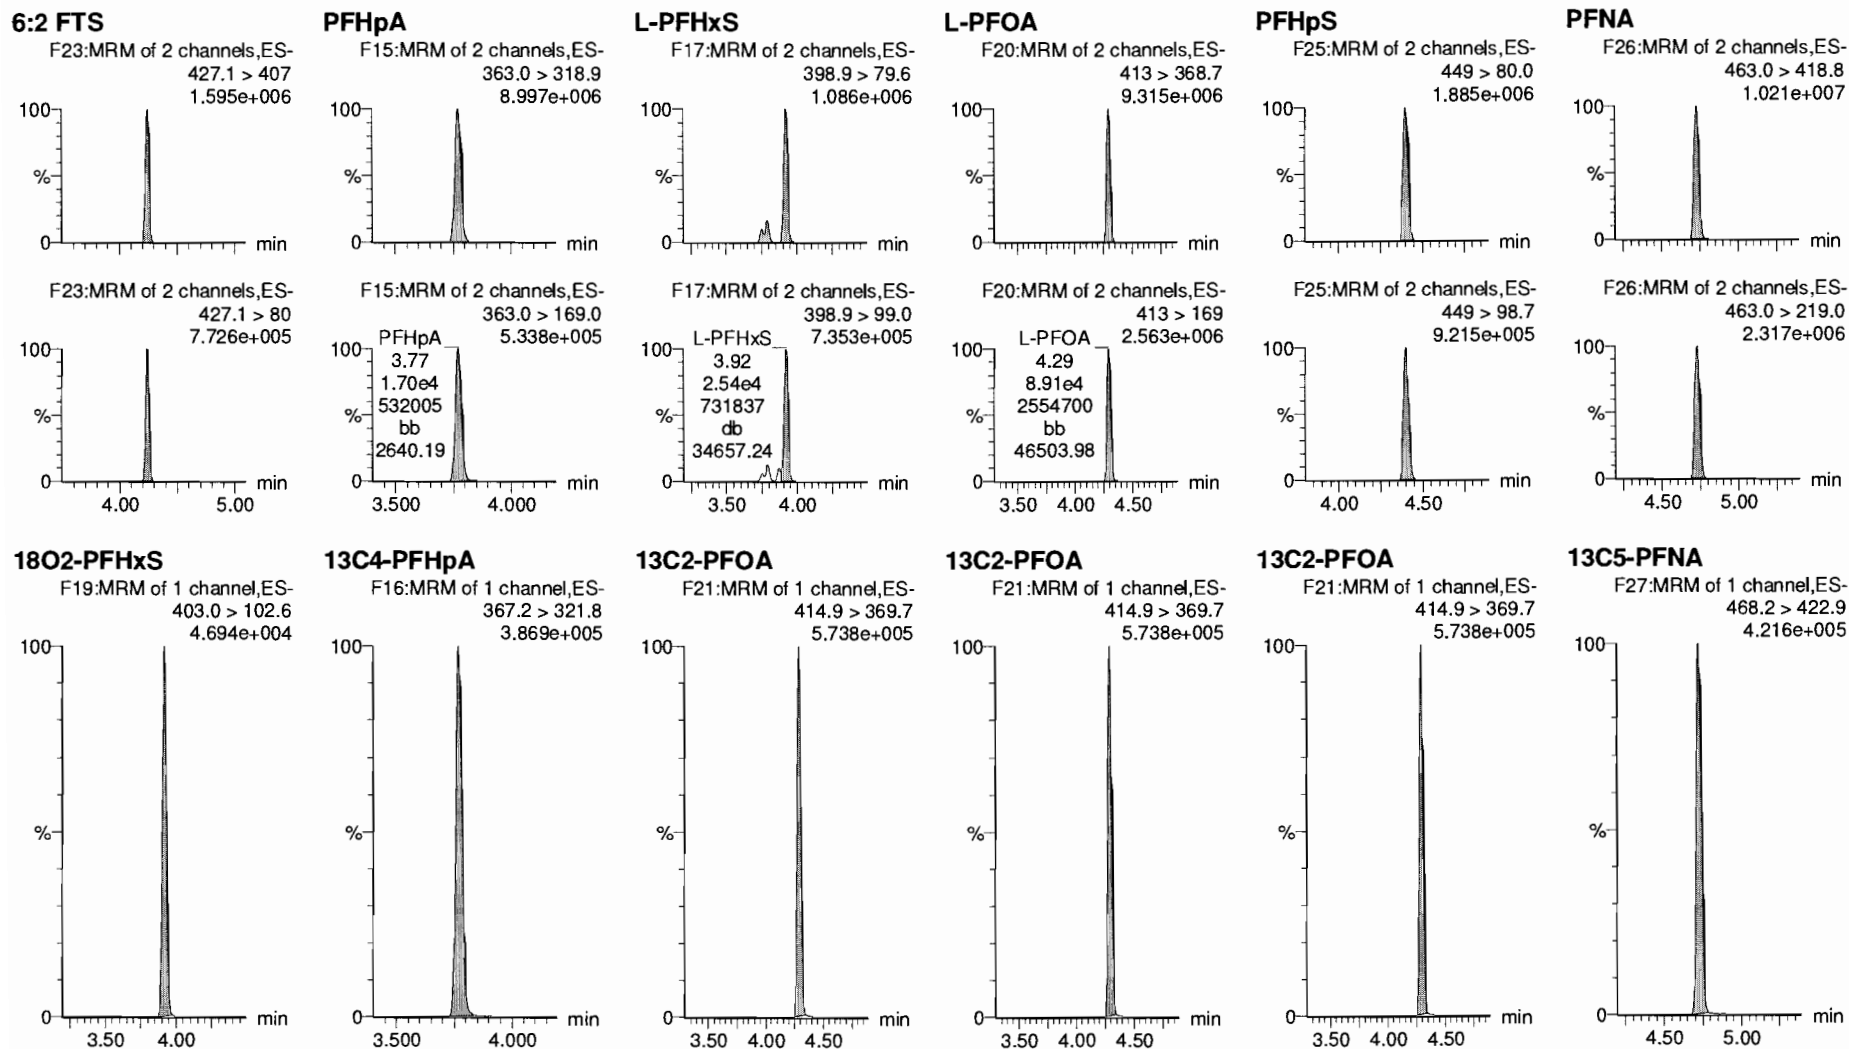 6:2 FTS
F23:MRM of 2 channels,ES-
427.1 > 407
1.595e+006
100
%
0
min
PFHpA
F15:MRM of 2 channels,ES-
363.0 > 318.9
8.997e+006
100
%
0
min
L-PFHxS
F17:MRM of 2 channels,ES-
398.9 > 79.6
1.086e+006
100
%
0
min
L-PFOA
F20:MRM of 2 channels,ES-
413 > 368.7
9.315e+006
100
%
0
min
PFHpS
F25:MRM of 2 channels,ES-
449 > 80.0
1.885e+006
100
%
0
min
PFNA
F26:MRM of 2 channels,ES-
463.0 > 418.8
1.021e+007
100
%
0
min
F23:MRM of 2 channels,ES-
427.1 > 80
7.726e+005
100
%
0
min
4.00 5.00
F15:MRM of 2 channels,ES-
363.0 > 169.0
5.338e+005
PFHpA
3.77
1.70e4
532005
bb
2640.19
100
%
0
min
3.500 4.000
F17:MRM of 2 channels,ES-
398.9 > 99.0
7.353e+005
L-PFHxS
3.92
2.54e4
731837
db
34657.24
100
%
0
min
3.50 4.00
F20:MRM of 2 channels,ES-
413 > 169
2.563e+006
L-PFOA
4.29
8.91e4
2554700
bb
46503.98
100
%
0
min
3.50 4.00 4.50
F25:MRM of 2 channels,ES-
449 > 98.7
9.215e+005
100
%
0
min
4.00 4.50
F26:MRM of 2 channels,ES-
463.0 > 219.0
2.317e+006
100
%
0
min
4.50 5.00
18O2-PFHxS
F19:MRM of 1 channel,ES-
403.0 > 102.6
4.694e+004
100
%
0
min
3.50 4.00
13C4-PFHpA
F16:MRM of 1 channel,ES-
367.2 > 321.8
3.869e+005
100
%
0
min
3.500 4.000
13C2-PFOA
F21:MRM of 1 channel,ES-
414.9 > 369.7
5.738e+005
100
%
0
min
3.50 4.00 4.50
13C2-PFOA
F21:MRM of 1 channel,ES-
414.9 > 369.7
5.738e+005
100
%
0
min
3.50 4.00 4.50
13C2-PFOA
F21:MRM of 1 channel,ES-
414.9 > 369.7
5.738e+005
100
%
0
min
3.50 4.00 4.50
13C5-PFNA
F27:MRM of 1 channel,ES-
468.2 > 422.9
4.216e+005
100
%
0
min
4.50 5.00